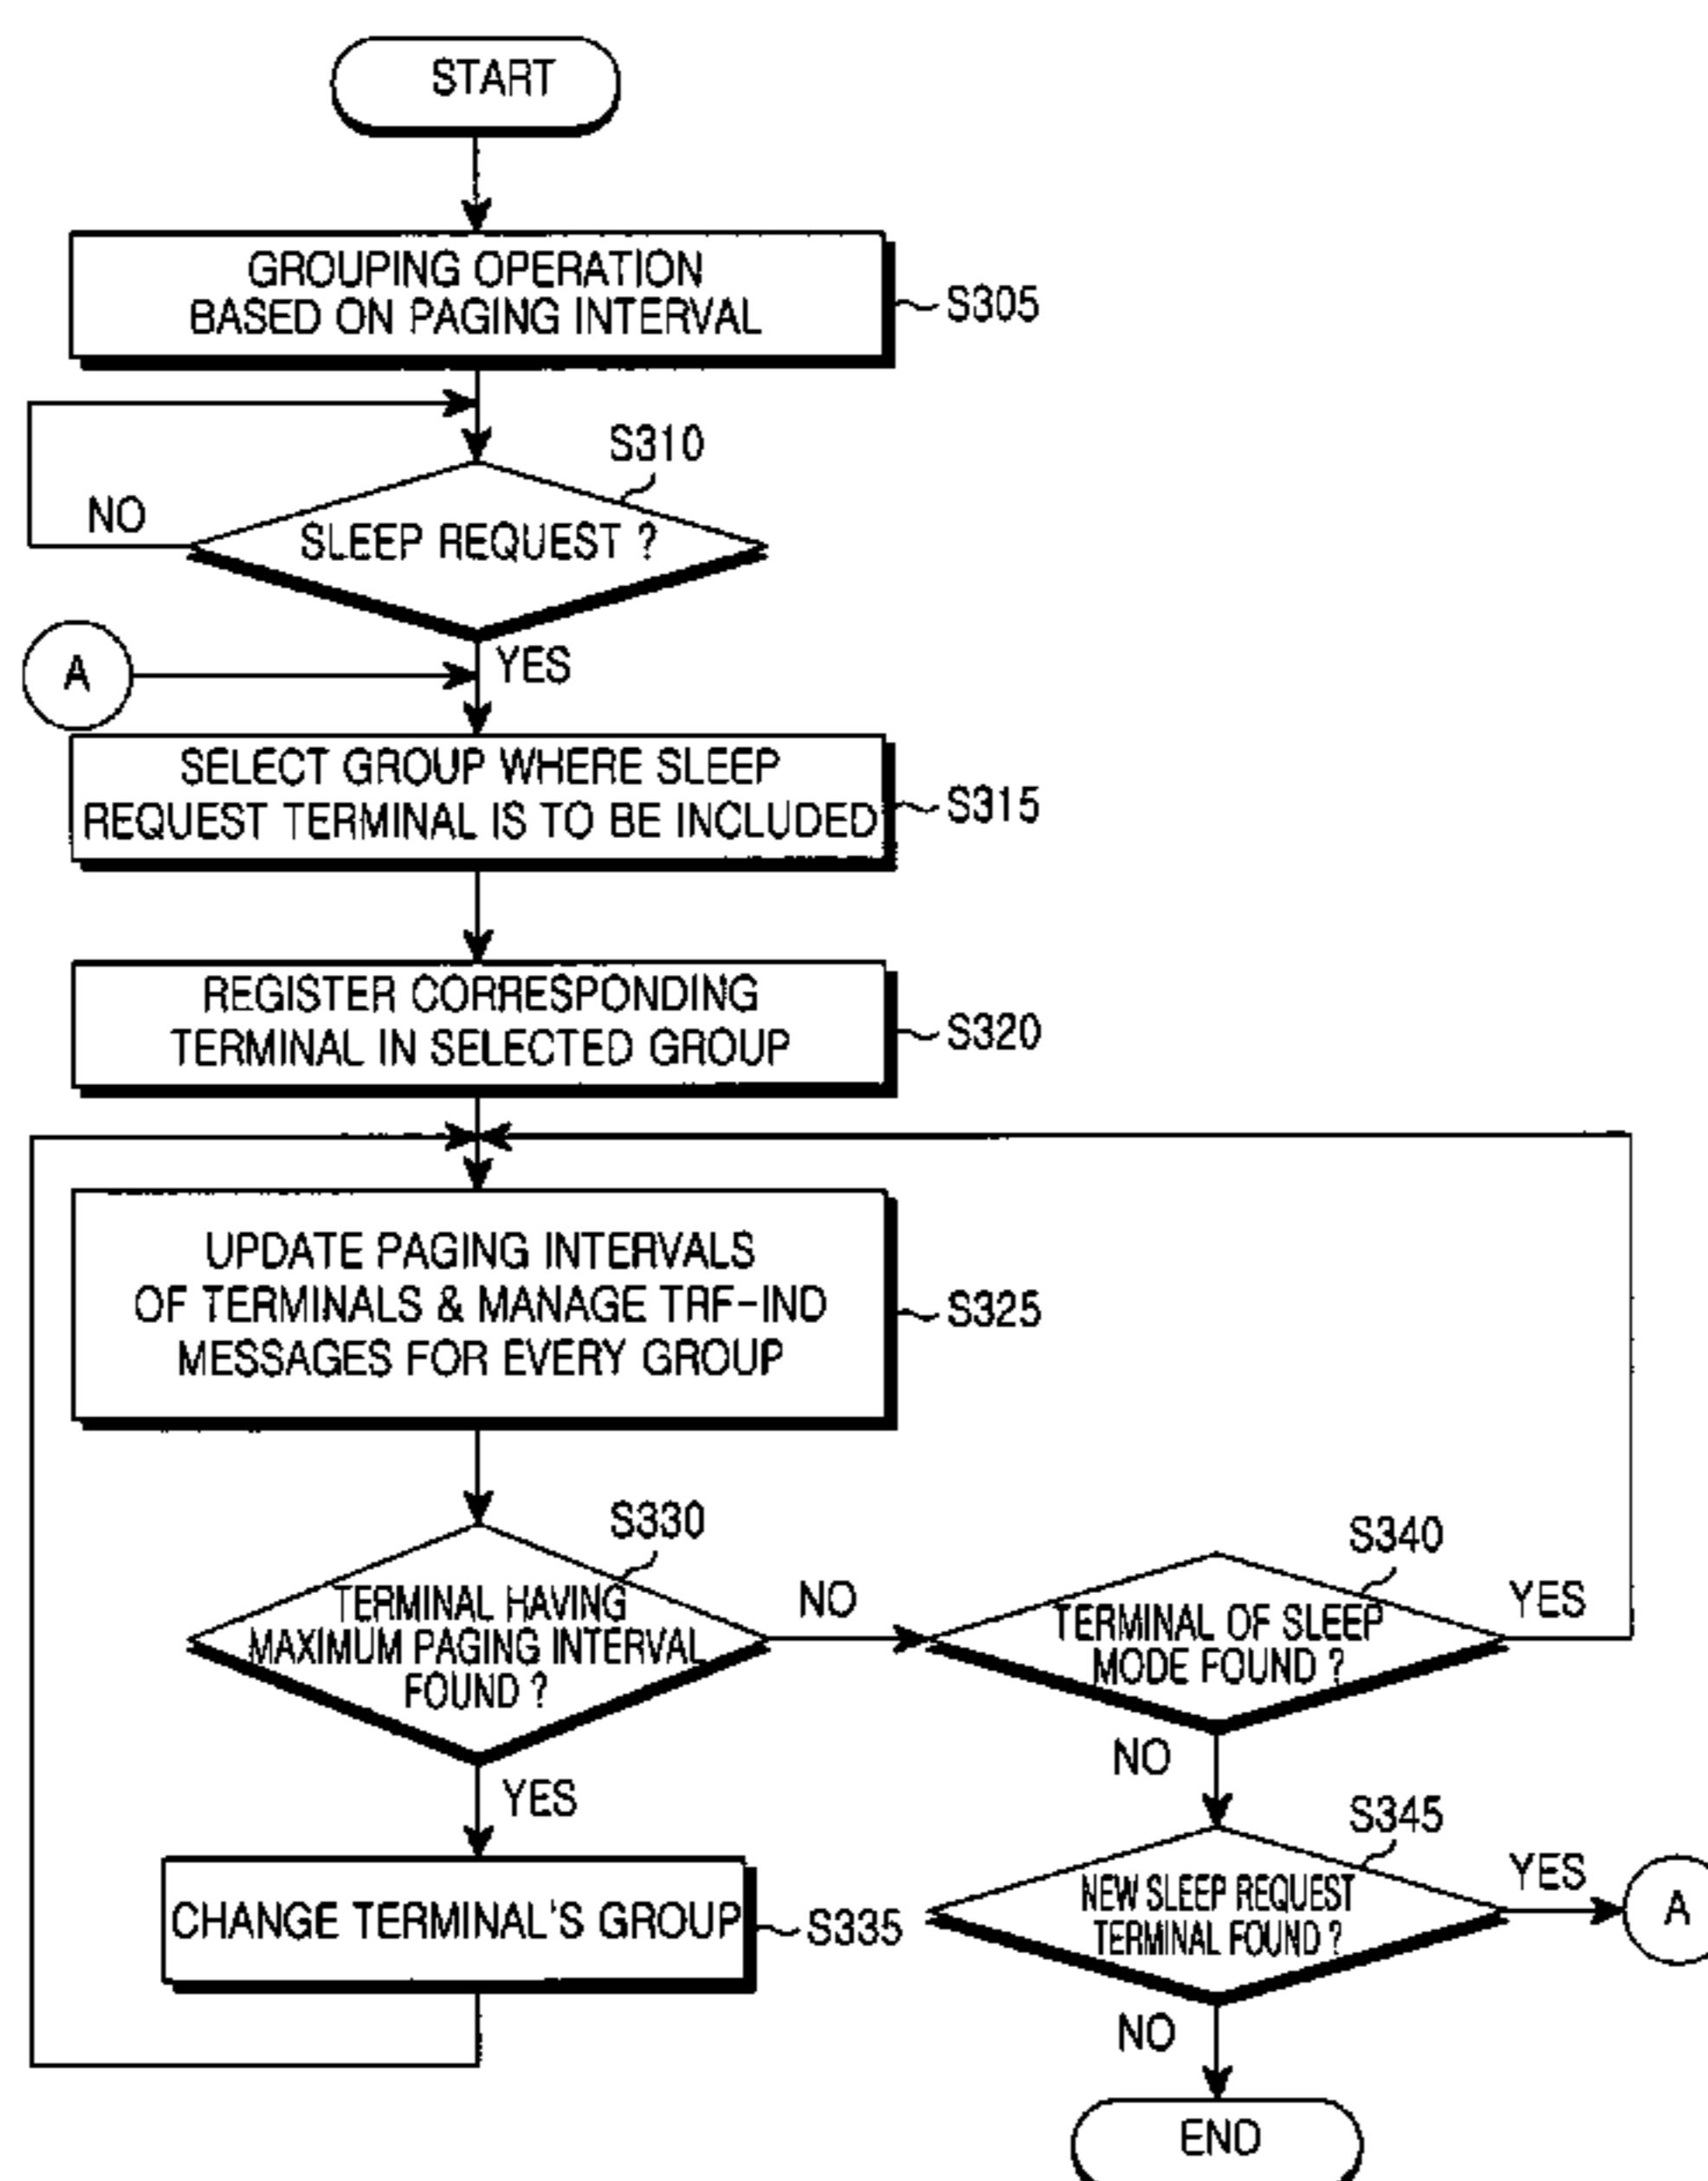 START
GROUPING OPERATION
BASED ON PAGING INTERVAL
S305
S310
NO
SLEEP REQUEST ?
A
YES
SELECT GROUP WHERE SLEEP
REQUEST TERMINAL IS TO BE INCLUDED
S315
REGISTER CORRESPONDING
TERMINAL IN SELECTED GROUP
S320
UPDATE PAGING INTERVALS
OF TERMINALS & MANAGE TRF-IND
MESSAGES FOR EVERY GROUP
S325
S330
TERMINAL HAVING
MAXIMUM PAGING INTERVAL
FOUND ?
NO
S340
TERMINAL OF SLEEP
MODE FOUND ?
YES
NO
YES
CHANGE TERMINAL'S GROUP
S335
S345
NEW SLEEP REQUEST
TERMINAL FOUND ?
YES
A
NO
END